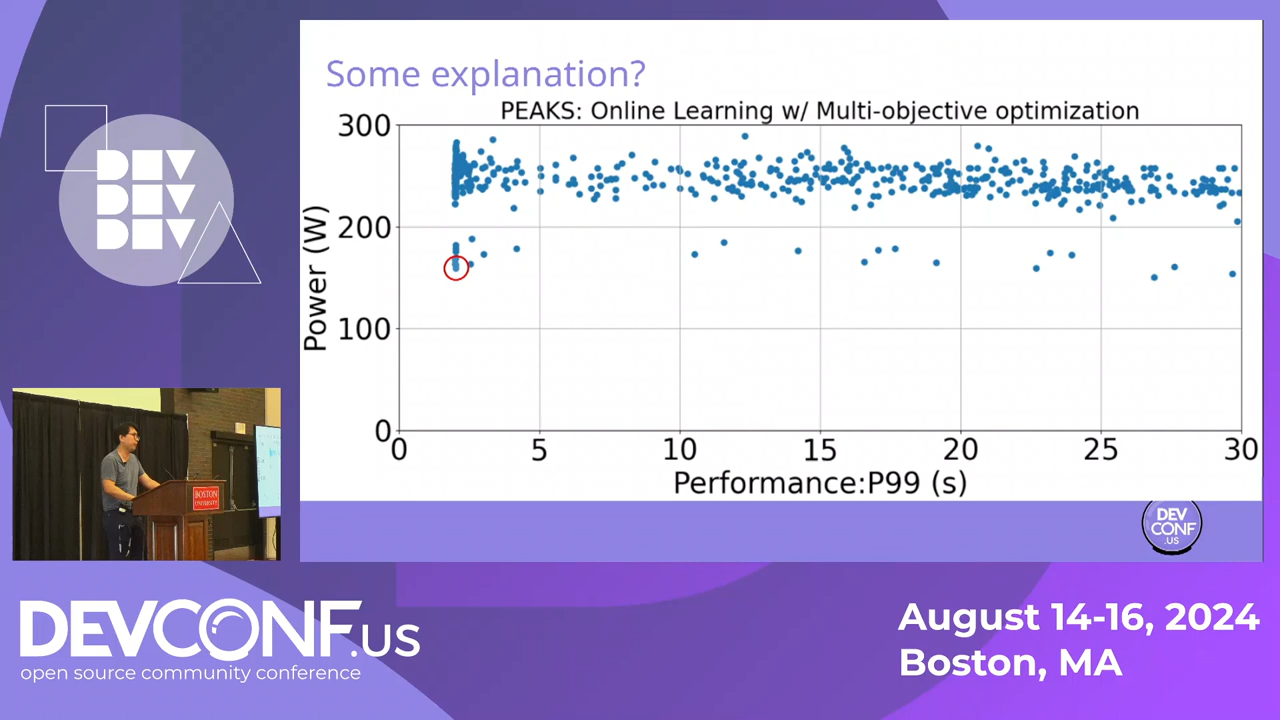 DEV
DEV
DEV
Some explanation?
PEAKS: Online Learning w/ Multi-objective optimization
300
200
100
0
Power (W)
0 5 10 15 20 25 30
Performance:P99 (s)
BOSTON
UNIVERSITY
DEV
CONF
.US
DEVCONF.US
open source community conference
August 14-16, 2024
Boston, MA